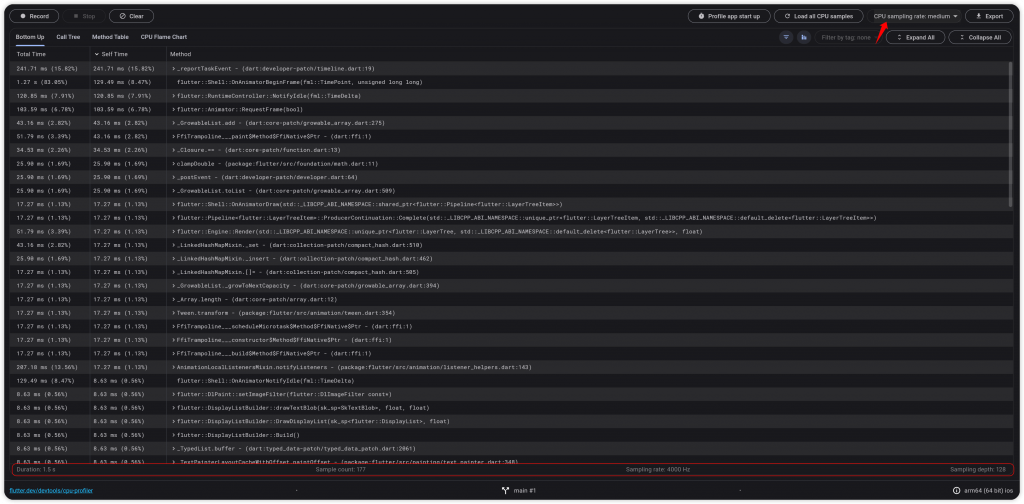 Record Stop Clear Profile app start up Load all CPU samples CPU sampling rate: medium Export
Bottom Up Call Tree Method Table CPU Flame Chart Filter by tag: none Expand All Collapse All
Total Time Self Time Method
241.71 ms (15.82%) 241.71 ms (15.82%) _reportTaskEvent - (dart:developer-patch/timeline.dart:19)
1.27 s (83.05%) 129.49 ms (8.47%) flutter::Shell::OnAnimatorBeginFrame(fml::TimePoint, unsigned long long)
120.85 ms (7.91%) 120.85 ms (7.91%) flutter::RuntimeController::NotifyIdle(fml::TimeDelta)
103.59 ms (6.78%) 103.59 ms (6.78%) flutter::Animator::RequestFrame(bool)
43.16 ms (2.82%) 43.16 ms (2.82%) _GrowableList.add - (dart:core-patch/growable_array.dart:275)
51.79 ms (3.39%) 43.16 ms (2.82%) FfiTrampoline___paint$Method$FfiNative$Ptr - (dart:ffi:1)
34.53 ms (2.26%) 34.53 ms (2.26%) _Closure.== - (dart:core-patch/function.dart:13)
25.90 ms (1.69%) 25.90 ms (1.69%) clampDouble - (package:flutter/src/foundation/math.dart:11)
25.90 ms (1.69%) 25.90 ms (1.69%) _postEvent - (dart:developer-patch/developer.dart:64)
25.90 ms (1.69%) 25.90 ms (1.69%) _GrowableList.toList - (dart:core-patch/growable_array.dart:509)
17.27 ms (1.13%) 17.27 ms (1.13%) flutter::Shell::OnAnimatorDraw(std::_LIBCPP_ABI_NAMESPACE::shared_ptr<flutter::Pipeline<flutter::LayerTreeItem>>)
17.27 ms (1.13%) 17.27 ms (1.13%) flutter::Pipeline<flutter::LayerTreeItem>::ProducerContinuation::Complete(std::_LIBCPP_ABI_NAMESPACE::unique_ptr<flutter::LayerTreeItem, std::_LIBCPP_ABI_NAMESPACE::default_delete<flutter::LayerTreeItem>>)
51.79 ms (3.39%) 17.27 ms (1.13%) flutter::Engine::Render(std::_LIBCPP_ABI_NAMESPACE::unique_ptr<flutter::LayerTree, std::_LIBCPP_ABI_NAMESPACE::default_delete<flutter::LayerTree>>, float)
43.16 ms (2.82%) 17.27 ms (1.13%) _LinkedHashMapMixin._set - (dart:collection-patch/compact_hash.dart:510)
25.90 ms (1.69%) 17.27 ms (1.13%) _LinkedHashMapMixin._insert - (dart:collection-patch/compact_hash.dart:462)
17.27 ms (1.13%) 17.27 ms (1.13%) _LinkedHashMapMixin.[]= - (dart:collection-patch/compact_hash.dart:505)
17.27 ms (1.13%) 17.27 ms (1.13%) _GrowableList._growToNextCapacity - (dart:core-patch/growable_array.dart:394)
17.27 ms (1.13%) 17.27 ms (1.13%) _Array.length - (dart:core-patch/array.dart:12)
17.27 ms (1.13%) 17.27 ms (1.13%) Tween.transform - (package:flutter/src/animation/tween.dart:354)
17.27 ms (1.13%) 17.27 ms (1.13%) FfiTrampoline___scheduleMicrotask$Method$FfiNative$Ptr - (dart:ffi:1)
17.27 ms (1.13%) 17.27 ms (1.13%) FfiTrampoline___constructor$Method$FfiNative$Ptr - (dart:ffi:1)
17.27 ms (1.13%) 17.27 ms (1.13%) FfiTrampoline___build$Method$FfiNative$Ptr - (dart:ffi:1)
207.18 ms (13.56%) 17.27 ms (1.13%) AnimationLocalListenersMixin.notifyListeners - (package:flutter/src/animation/listener_helpers.dart:143)
129.49 ms (8.47%) 8.63 ms (0.56%) flutter::Shell::OnAnimatorNotifyIdle(fml::TimeDelta)
8.63 ms (0.56%) 8.63 ms (0.56%) flutter::DlPaint::setImageFilter(flutter::DlImageFilter const*)
8.63 ms (0.56%) 8.63 ms (0.56%) flutter::DisplayListBuilder::drawTextBlob(sk_sp<SkTextBlob>, float, float)
8.63 ms (0.56%) 8.63 ms (0.56%) flutter::DisplayListBuilder::DrawDisplayList(sk_sp<flutter::DisplayList>, float)
8.63 ms (0.56%) 8.63 ms (0.56%) flutter::DisplayListBuilder::Build()
8.63 ms (0.56%) 8.63 ms (0.56%) _TypedList.buffer - (dart:typed_data-patch/typed_data_patch.dart:2061)
8.63 ms (0.56%) 8.63 ms (0.56%) _TextPainterLayoutCacheWithOffset.paintOffset - (package:flutter/src/painting/text_painter.dart:348)
Duration: 1.5 s Sample count: 177 Sampling rate: 4000 Hz Sampling depth: 128
flutter.dev/devtools/cpu-profiler main #1 arm64 (64 bit) ios